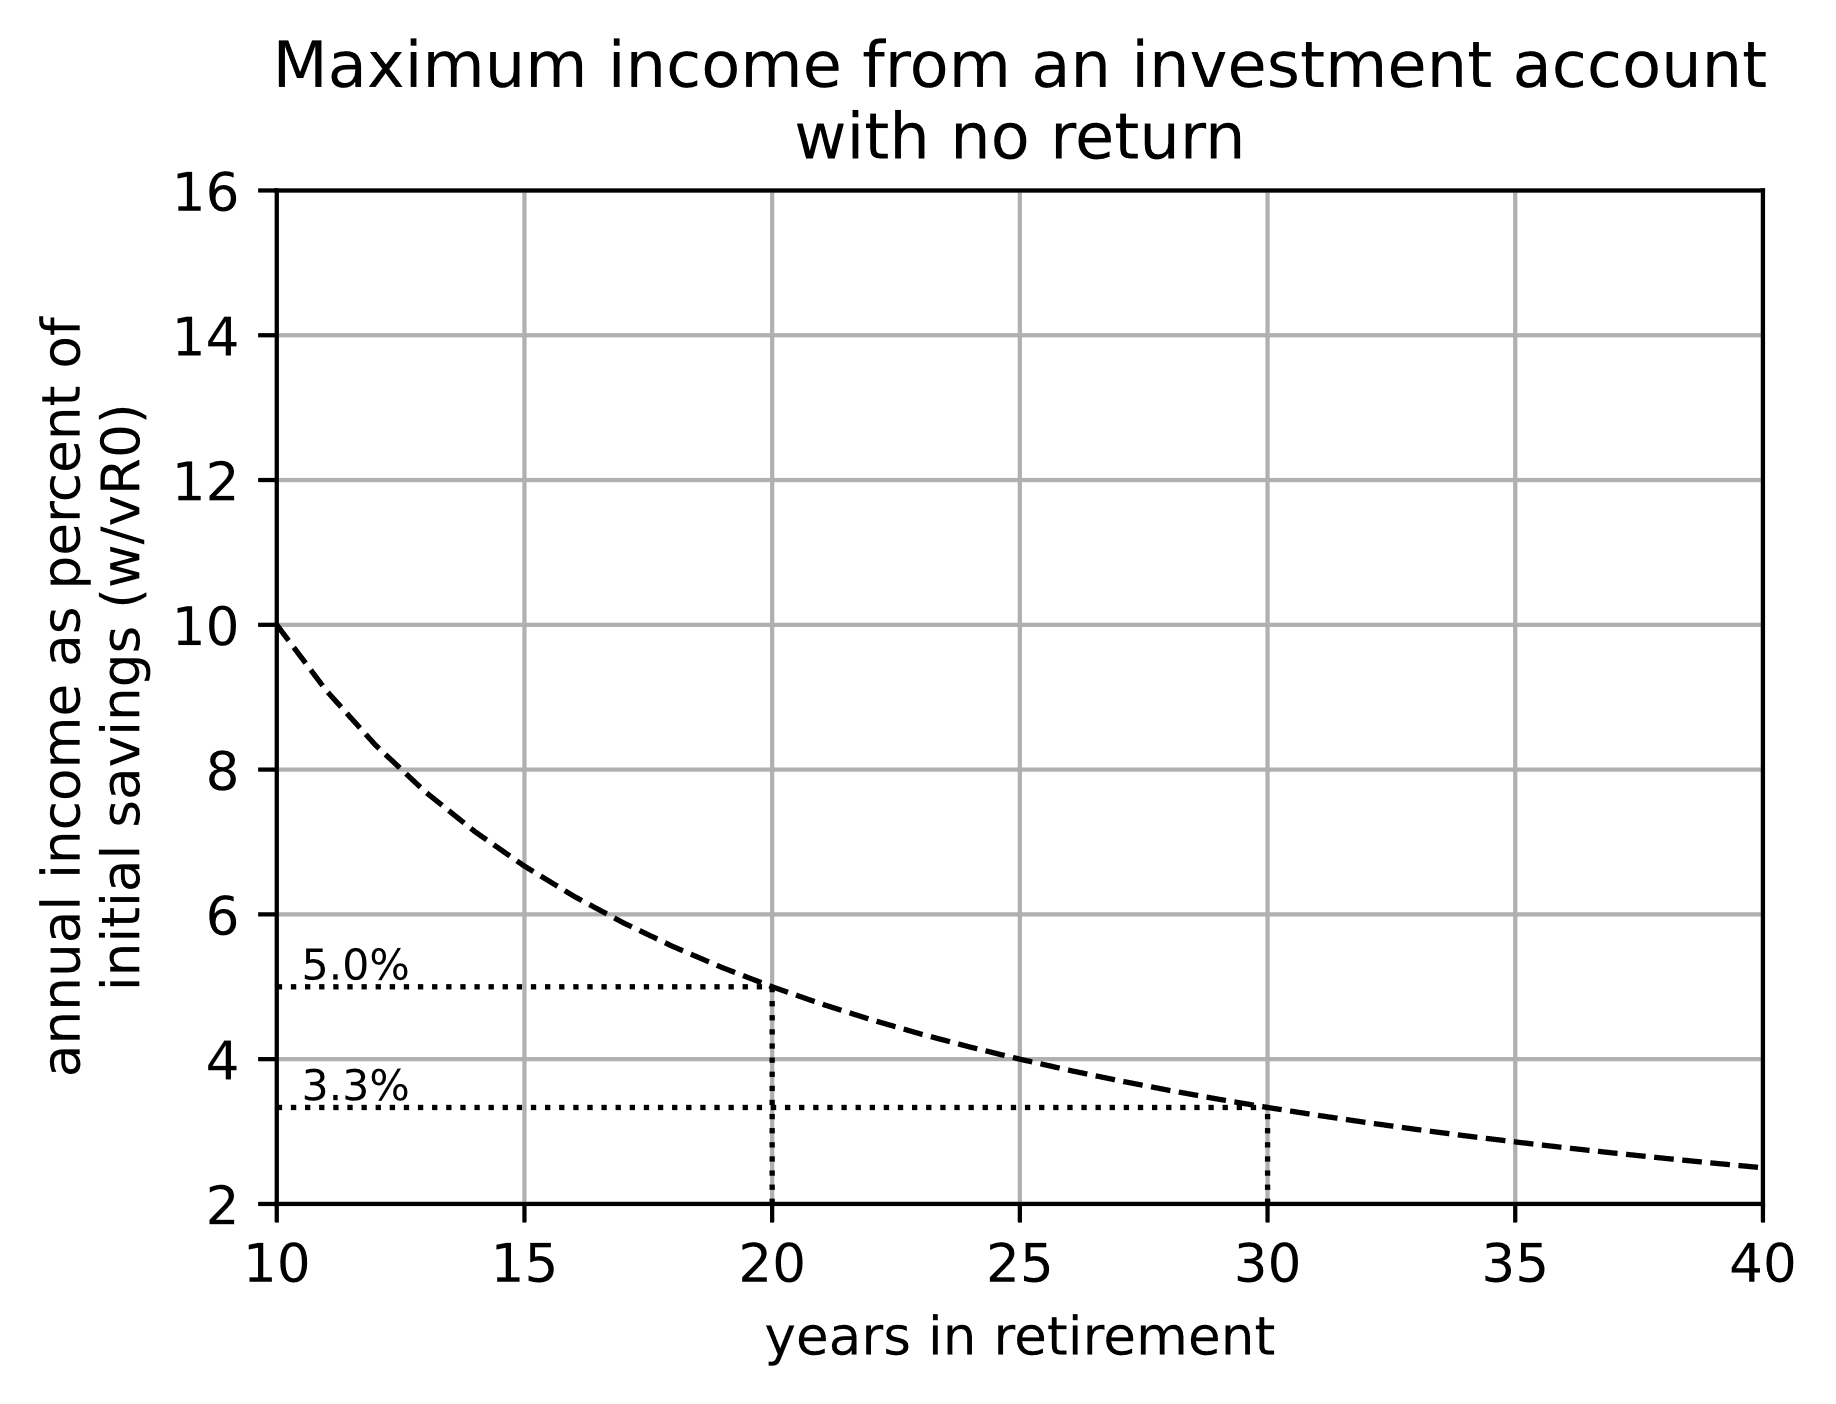 Maximum income from an investment account
with no return
annual income as percent of
initial savings (w/vR0)
16
14
12
10
8
6
4
2
5.0%
3.3%
10 15 20 25 30 35 40
years in retirement